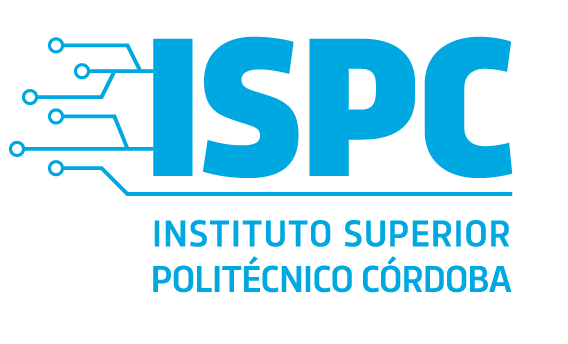 ISPC
INSTITUTO SUPERIOR
POLITÉCNICO CÓRDOBA